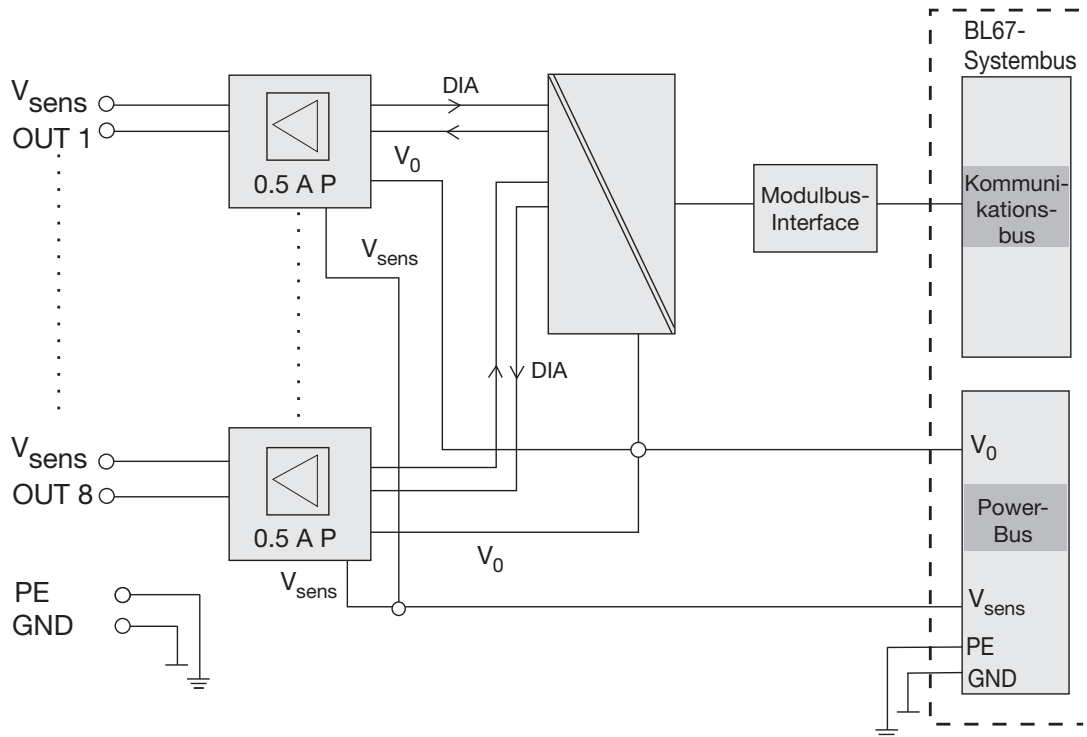 BL67-
Systembus
Vsens
OUT 1
0.5 A P
DIA
V0
Vsens
Modulbus-
Interface
Kommuni-
kations-
bus
DIA
Vsens
OUT 8
0.5 A P
V0
Vsens
V0
Power-
Bus
Vsens
PE
GND
PE
GND